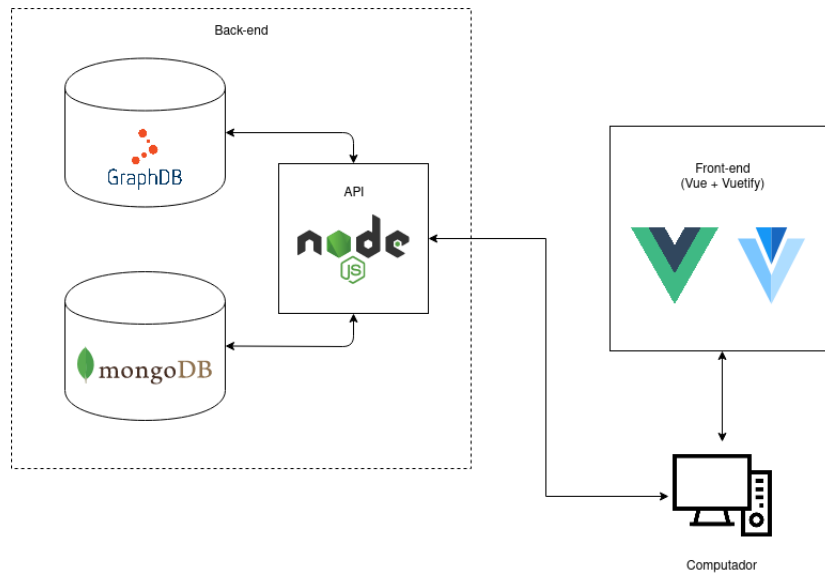 Back-end
GraphDB
API
node
JS
mongoDB
Front-end
(Vue + Vuetify)
Computador